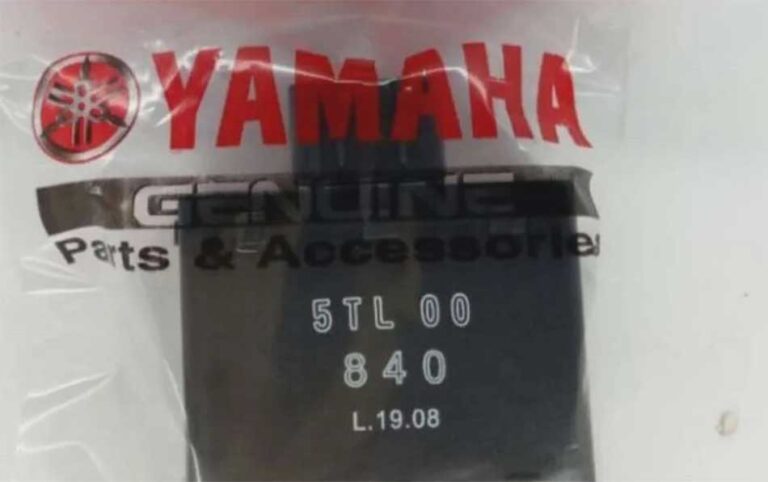 YAMAHA
GENUINE
Parts & Accessories
5TL 00
840
L.19.08